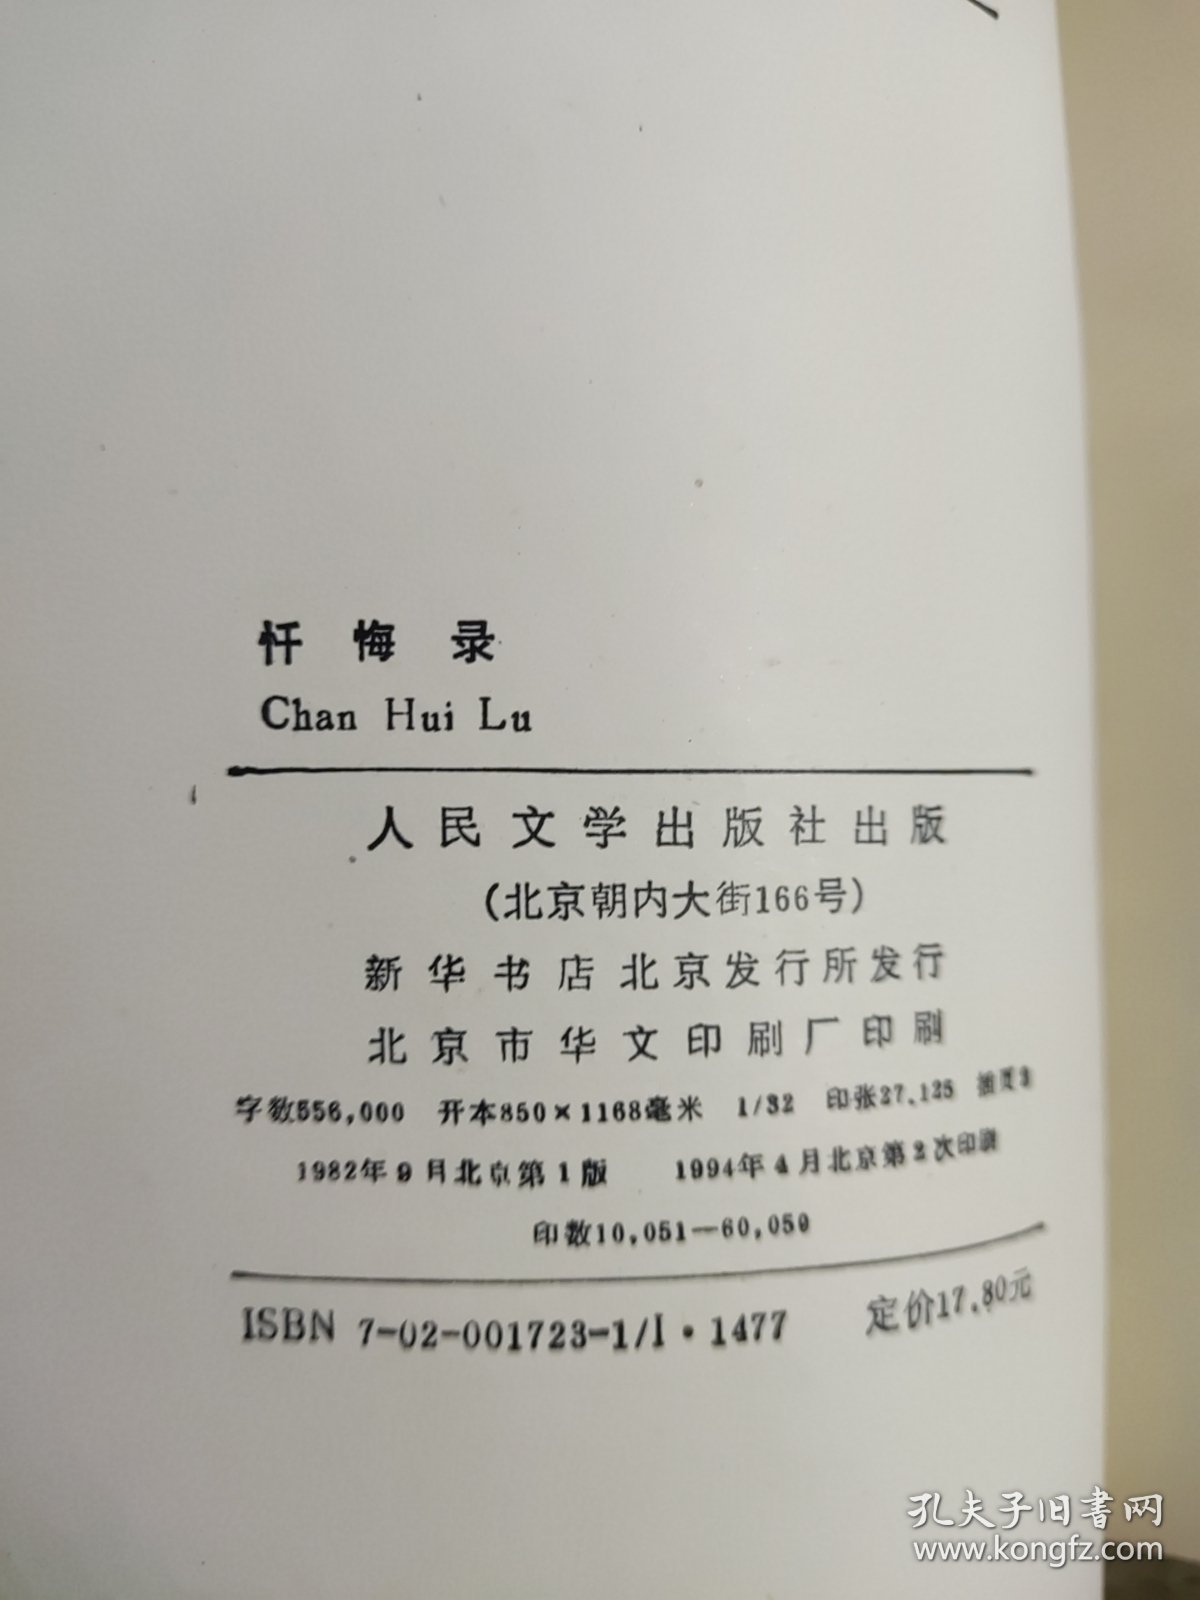 忏悔录
Chan Hui Lu
人民文学出版社出版
(北京朝内大街166号)
新华书店北京发行所发行
北京市华文印刷厂印刷
字数556,000 开本850×1168毫米 1/32 印张27.125 插页3
1982年9月北京第1版 1994年4月北京第2次印刷
印数10,051—60,050
ISBN 7-02-001723-1/I·1477 定价17.80元
孔夫子旧书网
www.kongfz.com